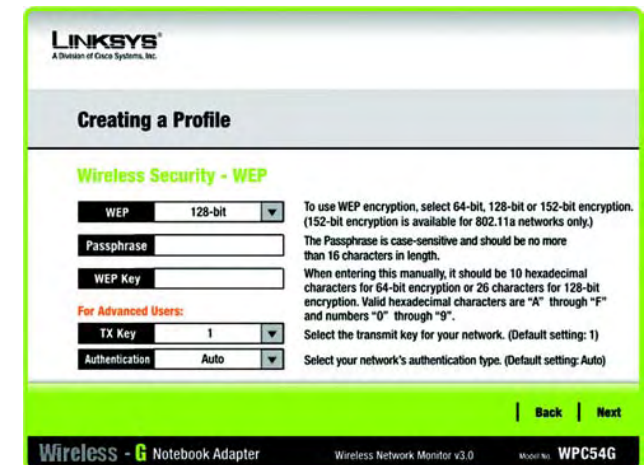 LINKSYS®
A Division of Cisco Systems, Inc.
Creating a Profile
Wireless Security - WEP
WEP 128-bit
To use WEP encryption, select 64-bit, 128-bit or 152-bit encryption.
(152-bit encryption is available for 802.11a networks only.)
Passphrase
The Passphrase is case-sensitive and should be no more
than 16 characters in length.
WEP Key
When entering this manually, it should be 10 hexadecimal
characters for 64-bit encryption or 26 characters for 128-bit
encryption. Valid hexadecimal characters are “A” through “F”
and numbers “0” through “9”.
For Advanced Users:
TX Key 1
Select the transmit key for your network. (Default setting: 1)
Authentication Auto
Select your network’s authentication type. (Default setting: Auto)
Back Next
Wireless - G Notebook Adapter
Wireless Network Monitor v3.0
Model No. WPC54G